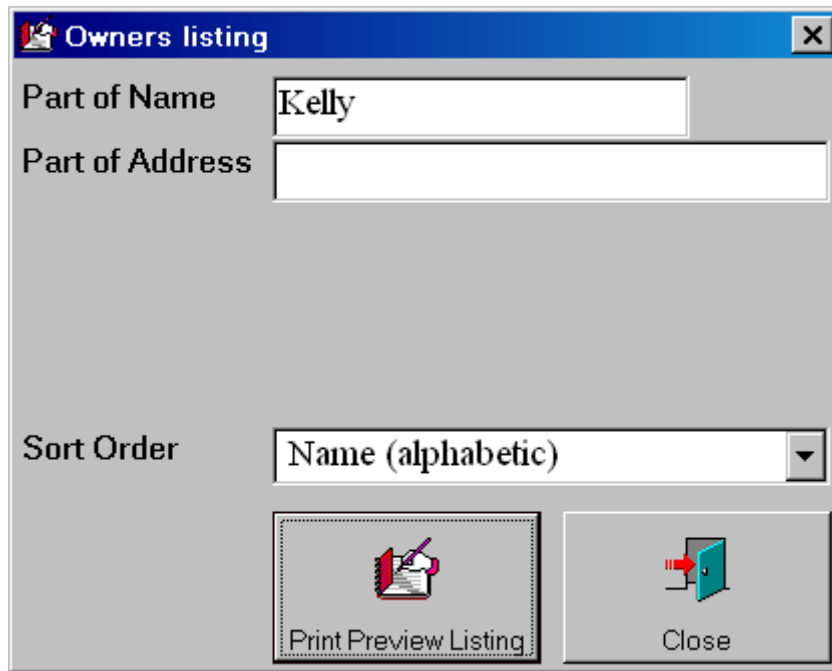 Owners listing
Part of Name Kelly
Part of Address
Sort Order Name (alphabetic)
Print Preview Listing Close